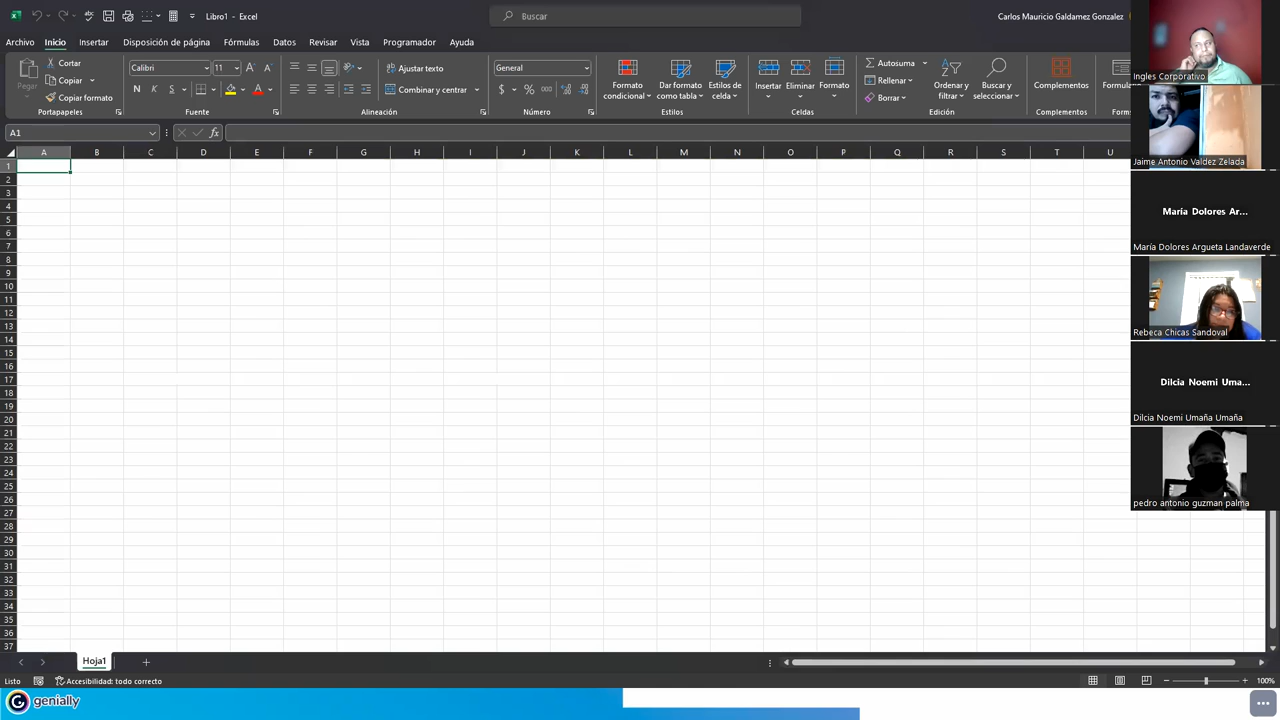 Libro1 - Excel
Buscar
Carlos Mauricio Galdamez Gonzalez
Archivo Inicio Insertar Disposición de página Fórmulas Datos Revisar Vista Programador Ayuda
Pegar
Cortar
Copiar
Copiar formato
Portapapeles
Calibri 11
N K S
Fuente
Ajustar texto
Combinar y centrar
Alineación
General
$ % 000
Número
Formato condicional
Dar formato como tabla
Estilos de celda
Estilos
Insertar
Eliminar
Formato
Celdas
Autosuma
Rellenar
Borrar
Ordenar y filtrar
Buscar y seleccionar
Edición
Complementos
Complementos
Formula
A1
fx
A B C D E F G H I J K L M N O P Q R S T U
1
2
3
4
5
6
7
8
9
10
11
12
13
14
15
16
17
18
19
20
21
22
23
24
25
26
27
28
29
30
31
32
33
34
35
36
37
Ingles Corporativo
Jaime Antonio Valdez Zelada
María Dolores Ar...
María Dolores Argueta Landaverde
Rebeca Chicas Sandoval
Dilcia Noemi Uma...
Dilcia Noemi Umaña Umaña
pedro antonio guzman palma
Hoja1
Listo
Accesibilidad: todo correcto
100%
genially